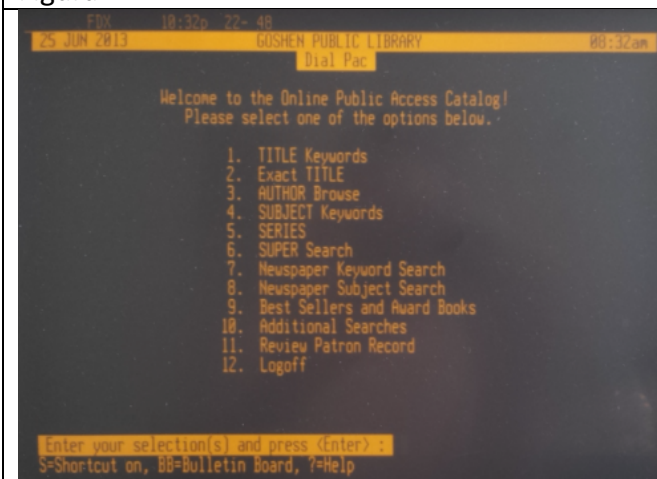 FDX 10:32p 22- 48
25 JUN 2013 GOSHEN PUBLIC LIBRARY 08:32am
Dial Pac
Welcome to the Online Public Access Catalog!
Please select one of the options below.
1. TITLE Keywords
2. Exact TITLE
3. AUTHOR Browse
4. SUBJECT Keywords
5. SERIES
6. SUPER Search
7. Newspaper Keyword Search
8. Newspaper Subject Search
9. Best Sellers and Award Books
10. Additional Searches
11. Review Patron Record
12. Logoff
Enter your selection(s) and press <Enter> :
S=Shortcut on, BB=Bulletin Board, ?=Help